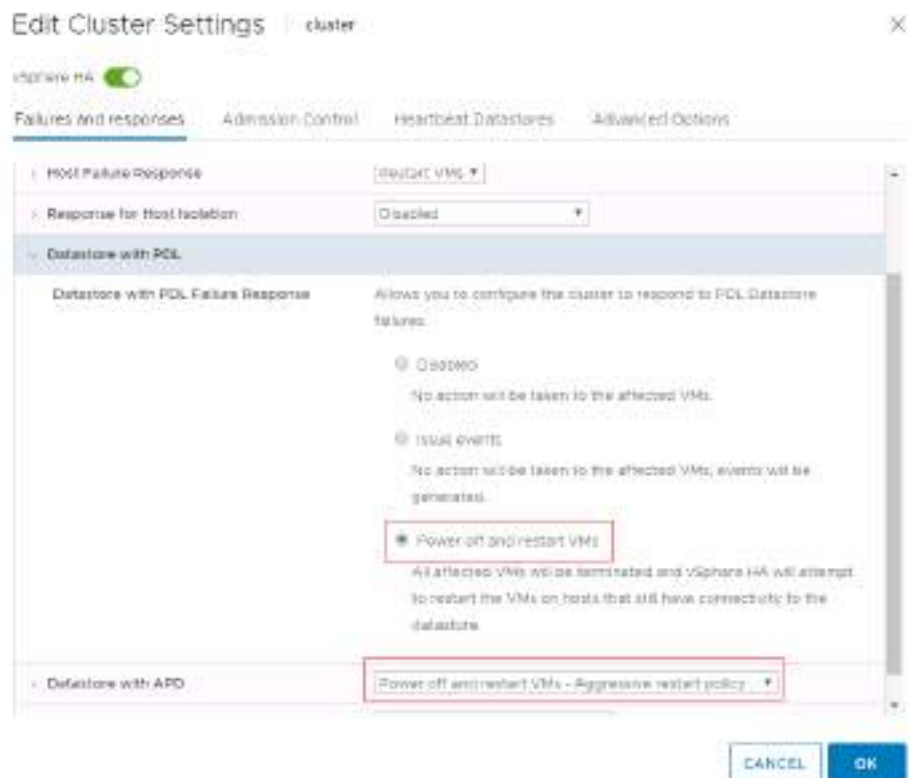 Edit Cluster Settings cluster
vSphere HA
Failures and responses Admission Control Heartbeat Datastores Advanced Options
Host Failure Response Restart VMs
Response for Host Isolation Disabled
Datastore with PDL
Datastore with PDL Failure Response Allows you to configure the cluster to respond to PDL Datastore
failures.
Disabled
No action will be taken to the affected VMs.
Issue events
No action will be taken to the affected VMs, events will be
generated.
Power off and restart VMs
All affected VMs will be terminated and vSphere HA will attempt
to restart the VMs on hosts that still have connectivity to the
datastore.
Datastore with APD Power off and restart VMs - Aggressive restart policy
CANCEL OK